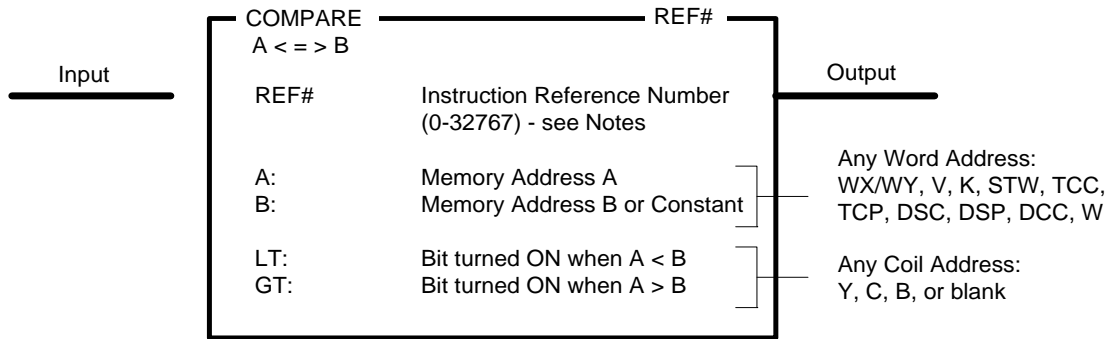 COMPARE REF#
A < = > B
Input
Output
REF# Instruction Reference Number
(0-32767) - see Notes
A: Memory Address A
B: Memory Address B or Constant
Any Word Address:
WX/WY, V, K, STW, TCC,
TCP, DSC, DSP, DCC, W
LT: Bit turned ON when A < B
GT: Bit turned ON when A > B
Any Coil Address:
Y, C, B, or blank